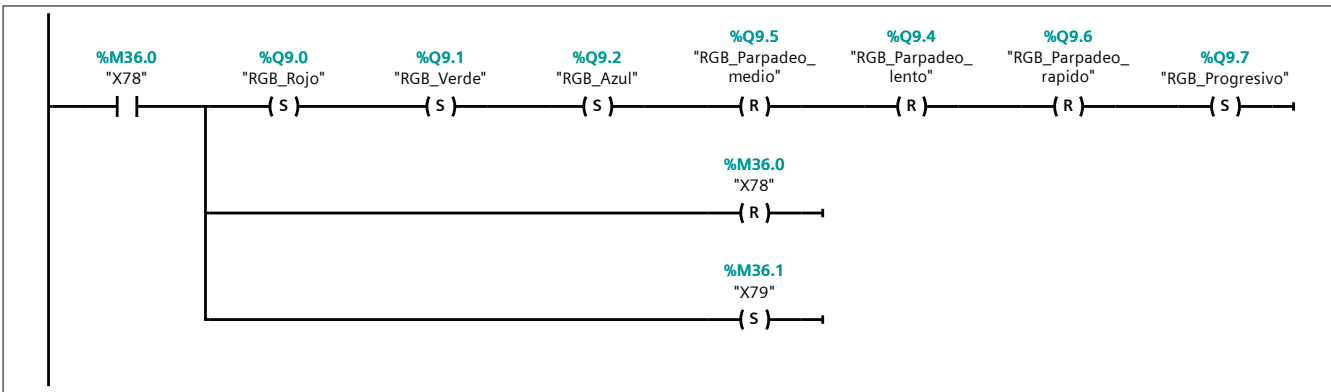 %M36.0
"X78"
%Q9.0
"RGB_Rojo"
%Q9.1
"RGB_Verde"
%Q9.2
"RGB_Azul"
%Q9.5
"RGB_Parpadeo_
medio"
%Q9.4
"RGB_Parpadeo_
lento"
%Q9.6
"RGB_Parpadeo_
rapido"
%Q9.7
"RGB_Progresivo"
S
S
S
R
R
R
S
%M36.0
"X78"
R
%M36.1
"X79"
S